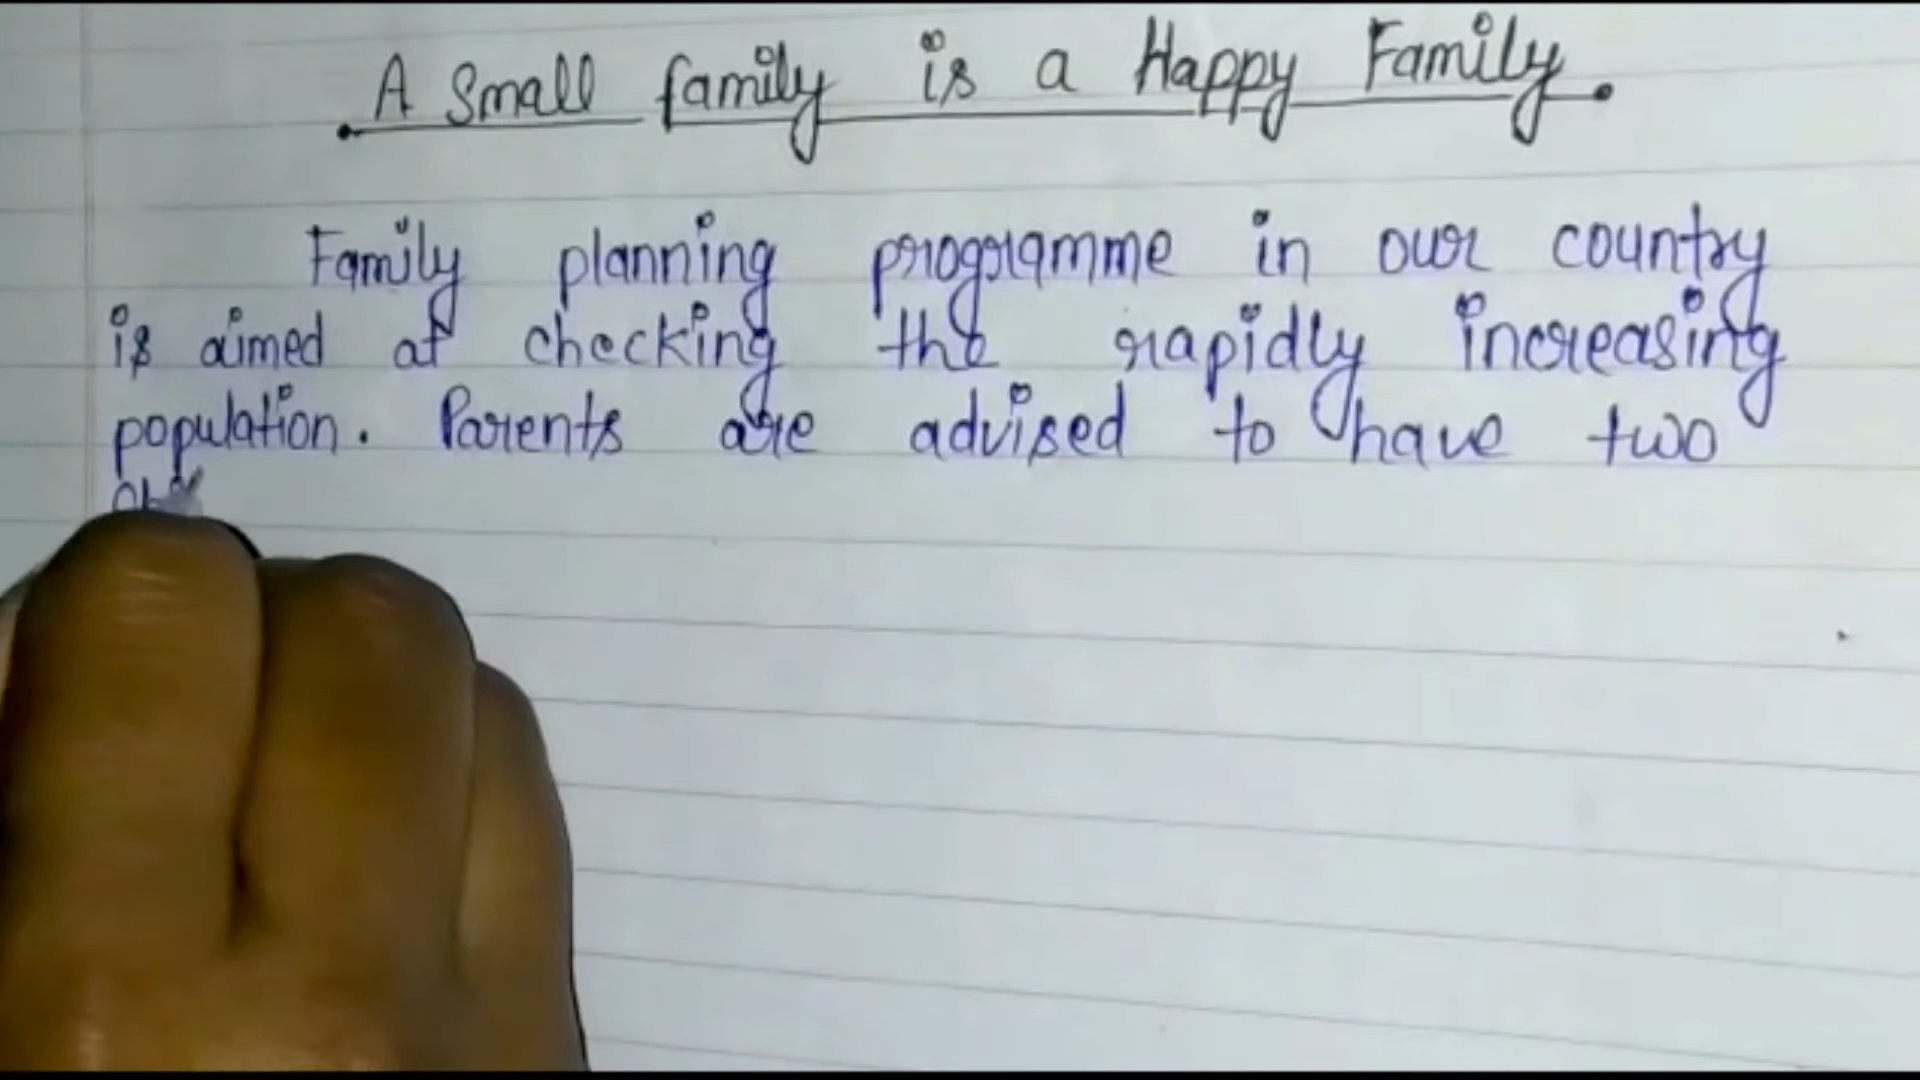 A Small family is a Happy Family.
Family planning programme in our country
is aimed at checking the rapidly increasing
population. Parents are advised to have two